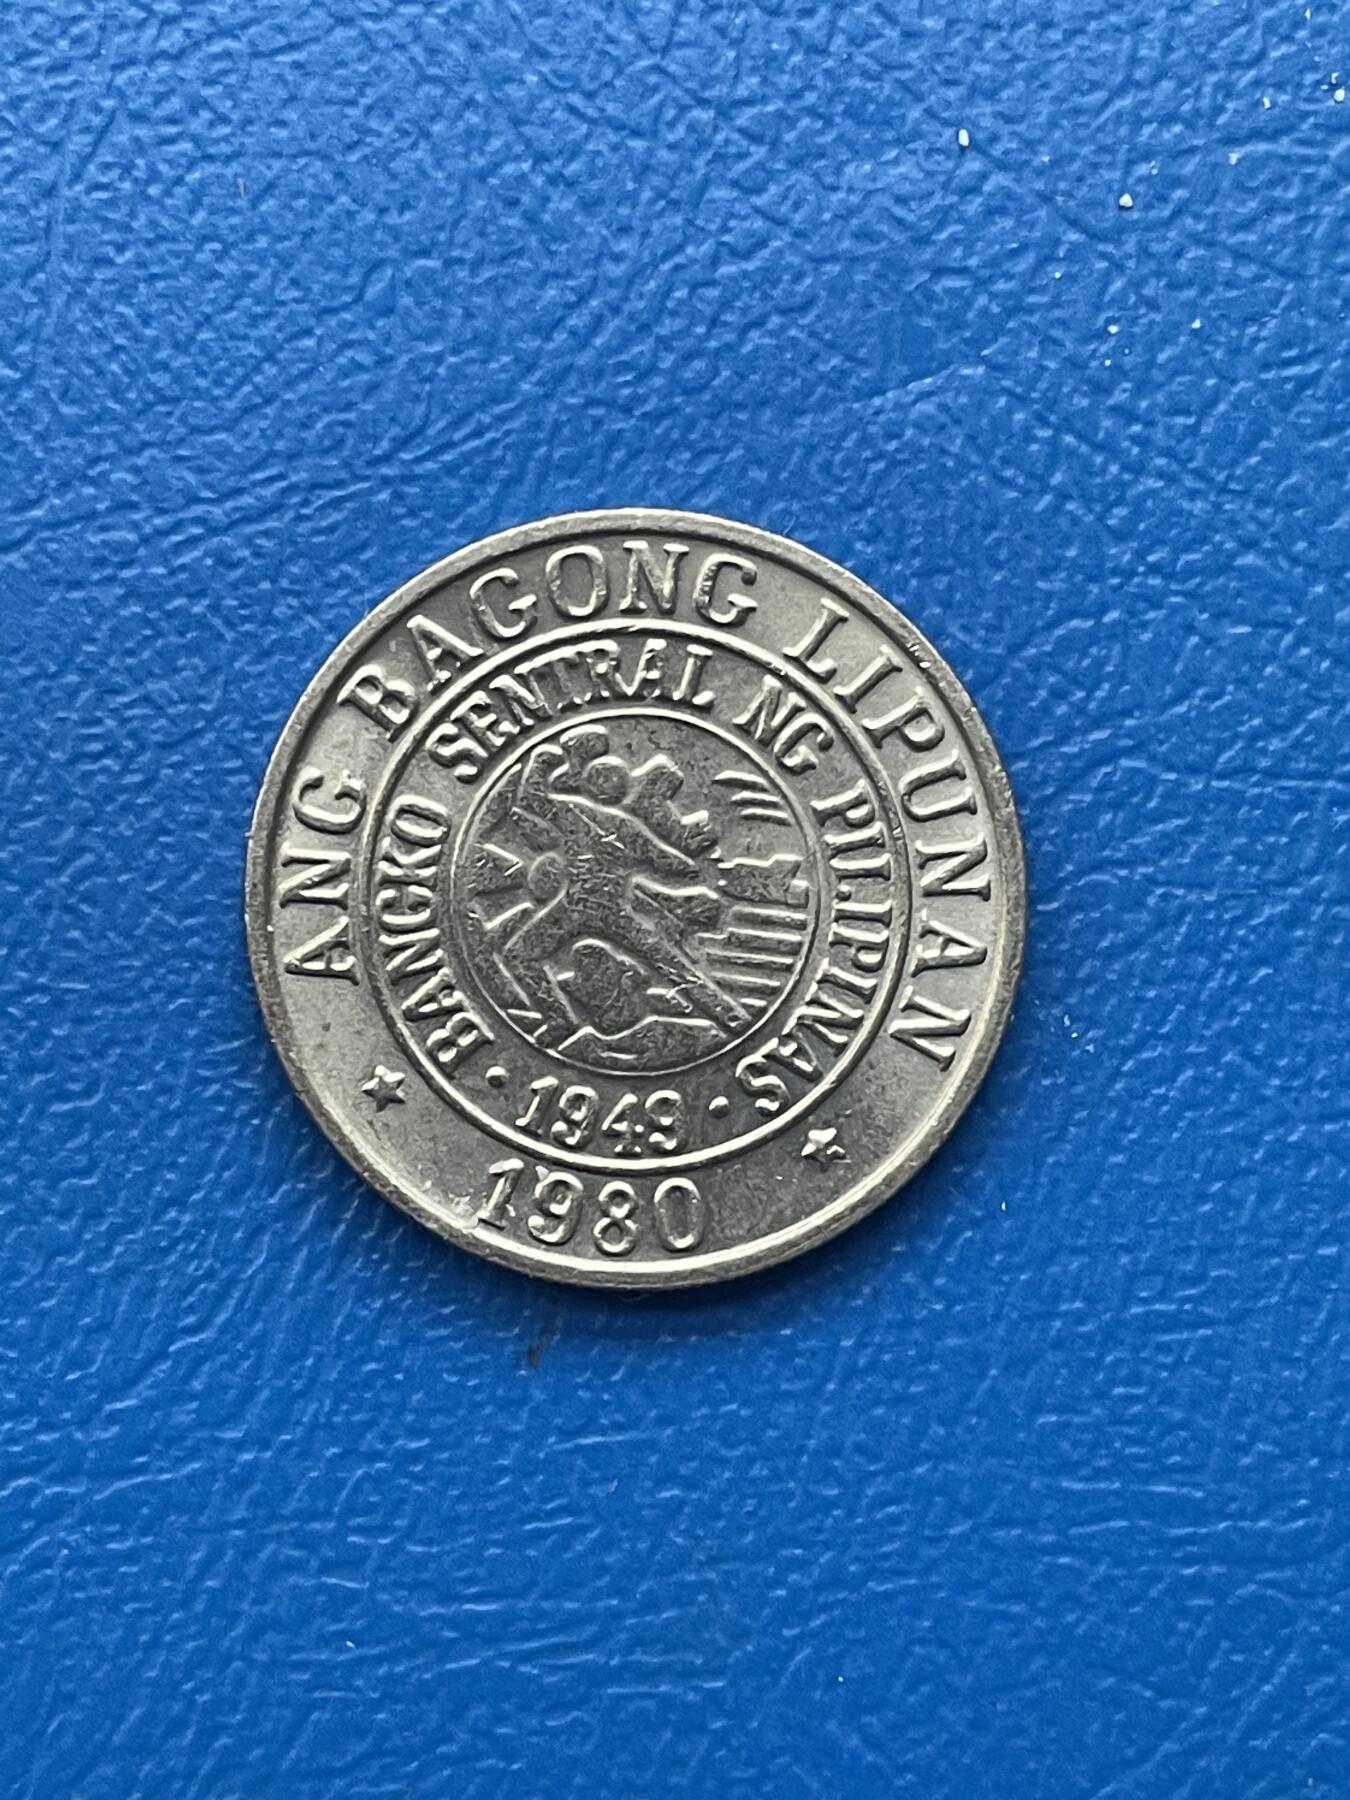 ANG BAGONG LIPUNAN
1980
BANGKO SENTRAL NG PILIPINAS
· 1949 ·